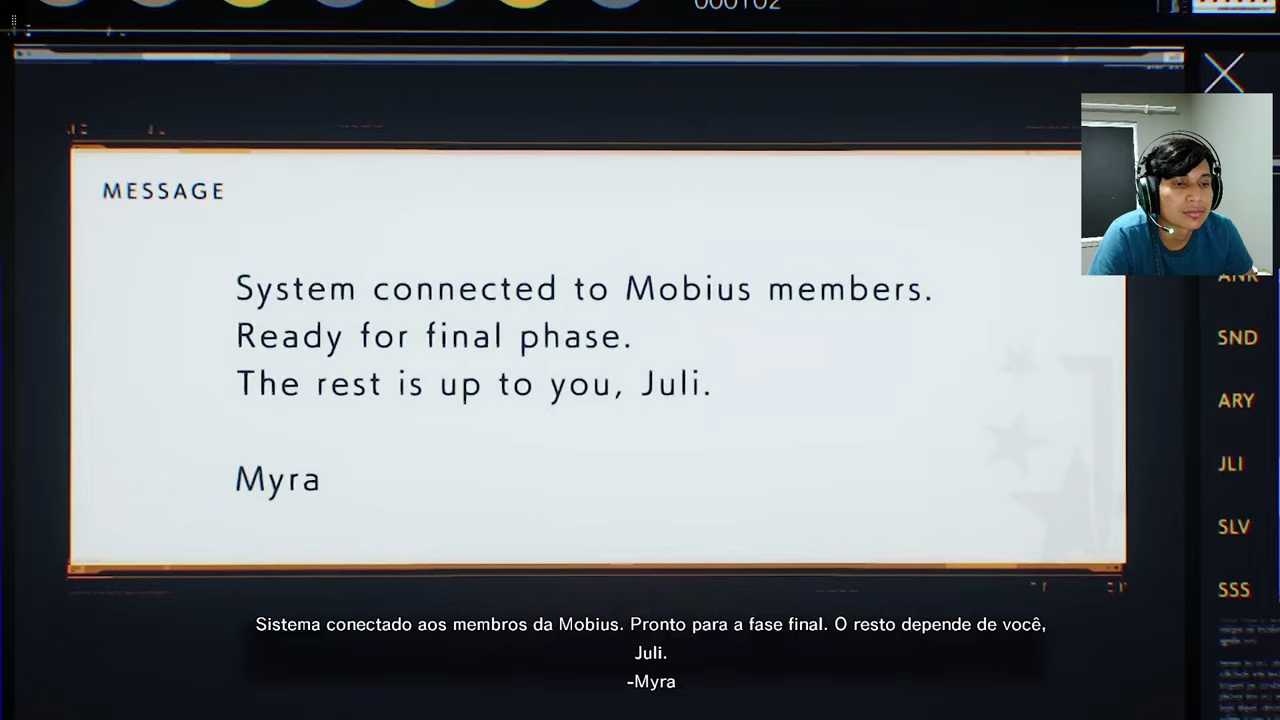 000102
MESSAGE
System connected to Mobius members.
Ready for final phase.
The rest is up to you, Juli.
Myra
ANR
SND
ARY
JLI
SLV
SSS
Sistema conectado aos membros da Mobius. Pronto para a fase final. O resto depende de você,
Juli.
-Myra